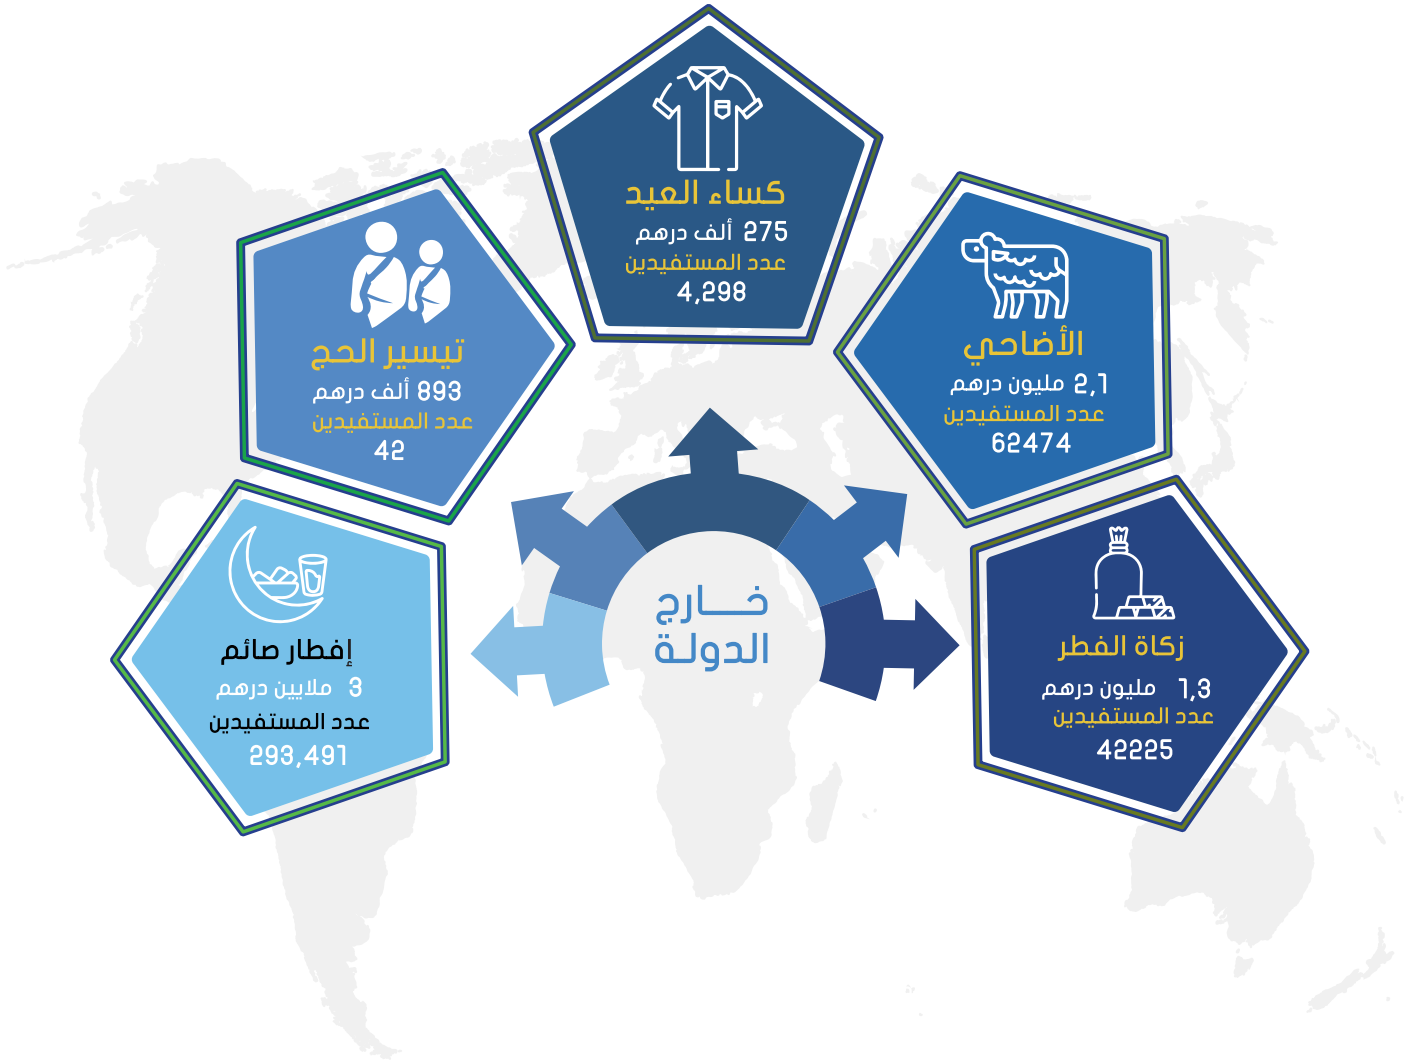 كساء العيد
275 ألف درهم
عدد المستفيدين
4,298
الأضاحي
2,1 مليون درهم
عدد المستفيدين
62474
تيسير الحج
893 ألف درهم
عدد المستفيدين
42
زكاة الفطر
1,3 مليون درهم
عدد المستفيدين
42225
إفطار صائم
3 ملايين درهم
عدد المستفيدين
293,491
خـــارج
الدولـة